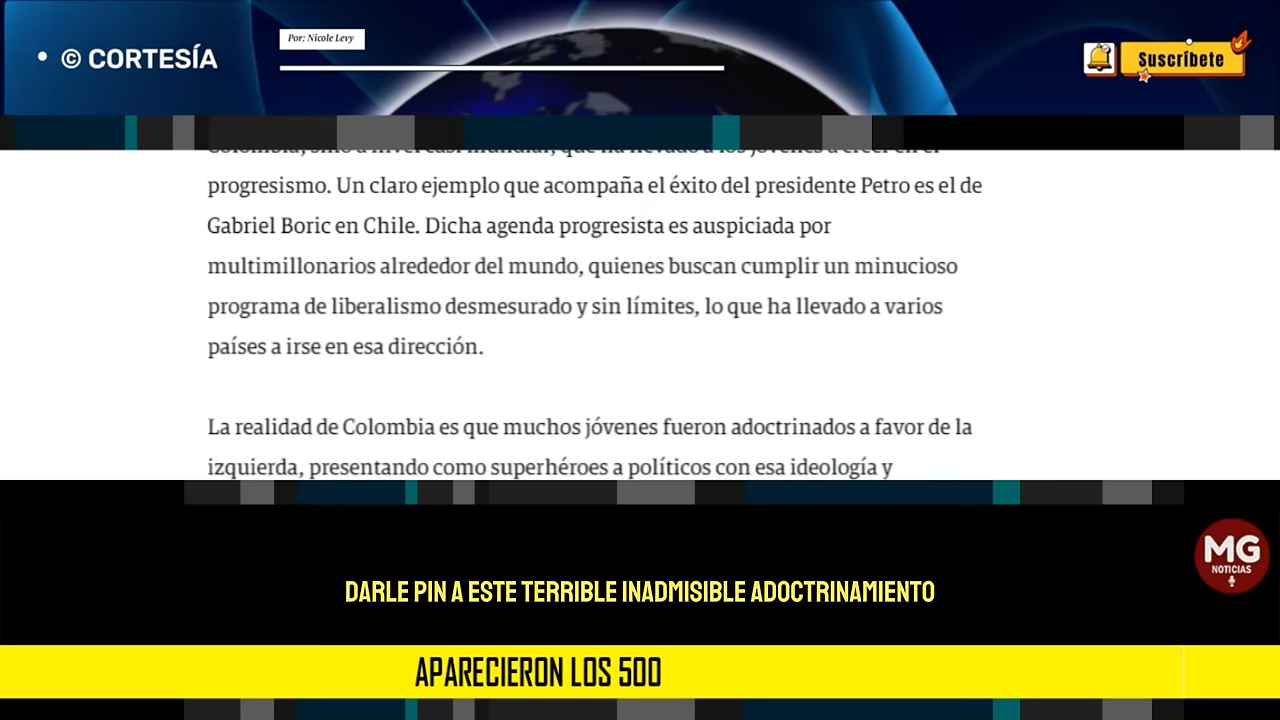 Por: Nicole Levy
• © CORTESÍA
Suscríbete
progresismo. Un claro ejemplo que acompaña el éxito del presidente Petro es el de
Gabriel Boric en Chile. Dicha agenda progresista es auspiciada por
multimillonarios alrededor del mundo, quienes buscan cumplir un minucioso
programa de liberalismo desmesurado y sin límites, lo que ha llevado a varios
países a irse en esa dirección.
La realidad de Colombia es que muchos jóvenes fueron adoctrinados a favor de la
izquierda, presentando como superhéroes a políticos con esa ideología y
MG
NOTICIAS
DARLE PIN A ESTE TERRIBLE INADMISIBLE ADOCTRINAMIENTO
APARECIERON LOS 500